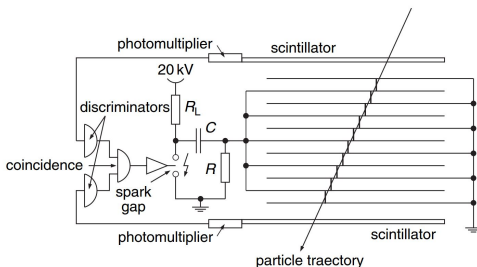 photomultiplier
scintillator
20 kV
discriminators
R_L
C
coincidence
R
spark
gap
photomultiplier
scintillator
particle traectory